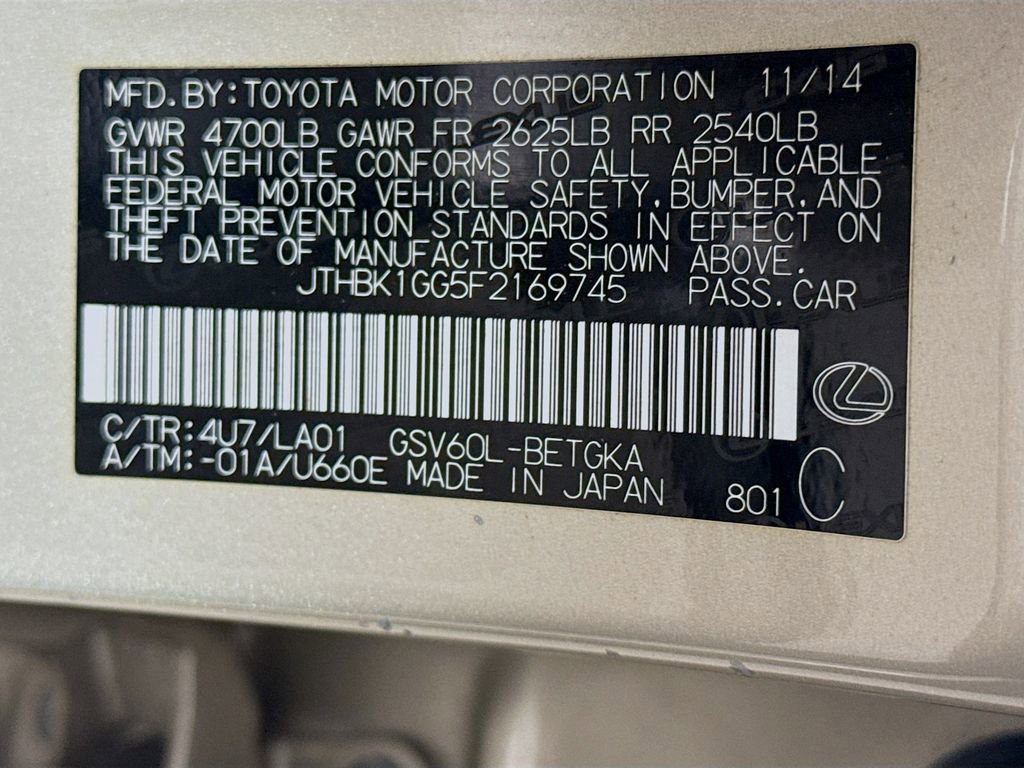 MFD.BY:TOYOTA MOTOR CORPORATION 11/14
GVWR 4700LB GAWR FR 2625LB RR 2540LB
THIS VEHICLE CONFORMS TO ALL APPLICABLE
FEDERAL MOTOR VEHICLE SAFETY,BUMPER,AND
THEFT PREVENTION STANDARDS IN EFFECT ON
THE DATE OF MANUFACTURE SHOWN ABOVE.
JTHBK1GG5F2169745 PASS.CAR
C/TR:4U7/LA01 GSV60L-BETGKA
A/TM:-01A/U660E MADE IN JAPAN
801 C